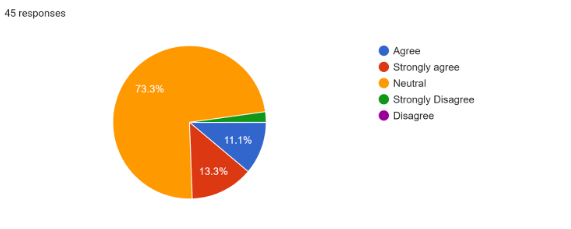 45 responses
Agree
Strongly agree
Neutral
Strongly Disagree
Disagree
73.3%
11.1%
13.3%